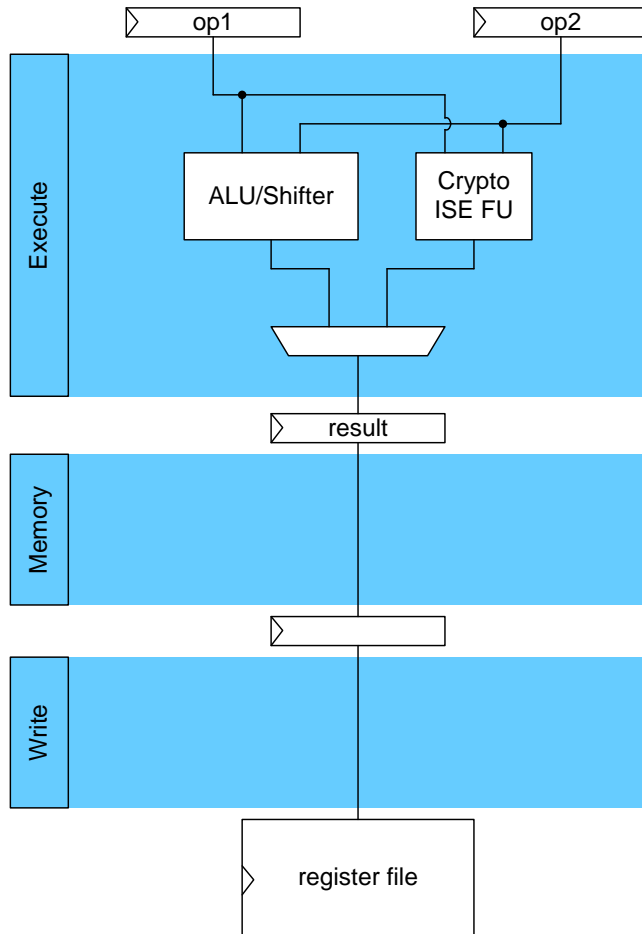 op1
op2
Execute
ALU/Shifter
Crypto
ISE FU
result
Memory
Write
register file